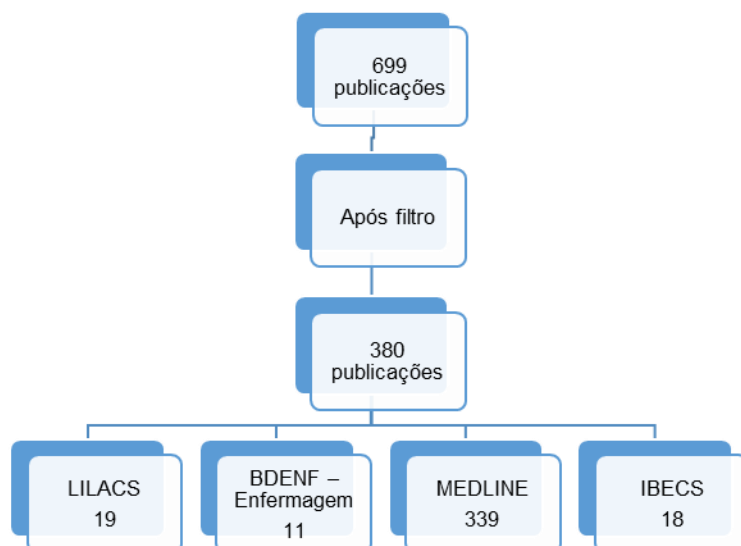 699
publicações
Após filtro
380
publicações
LILACS
19
BDENF –
Enfermagem
11
MEDLINE
339
IBECS
18